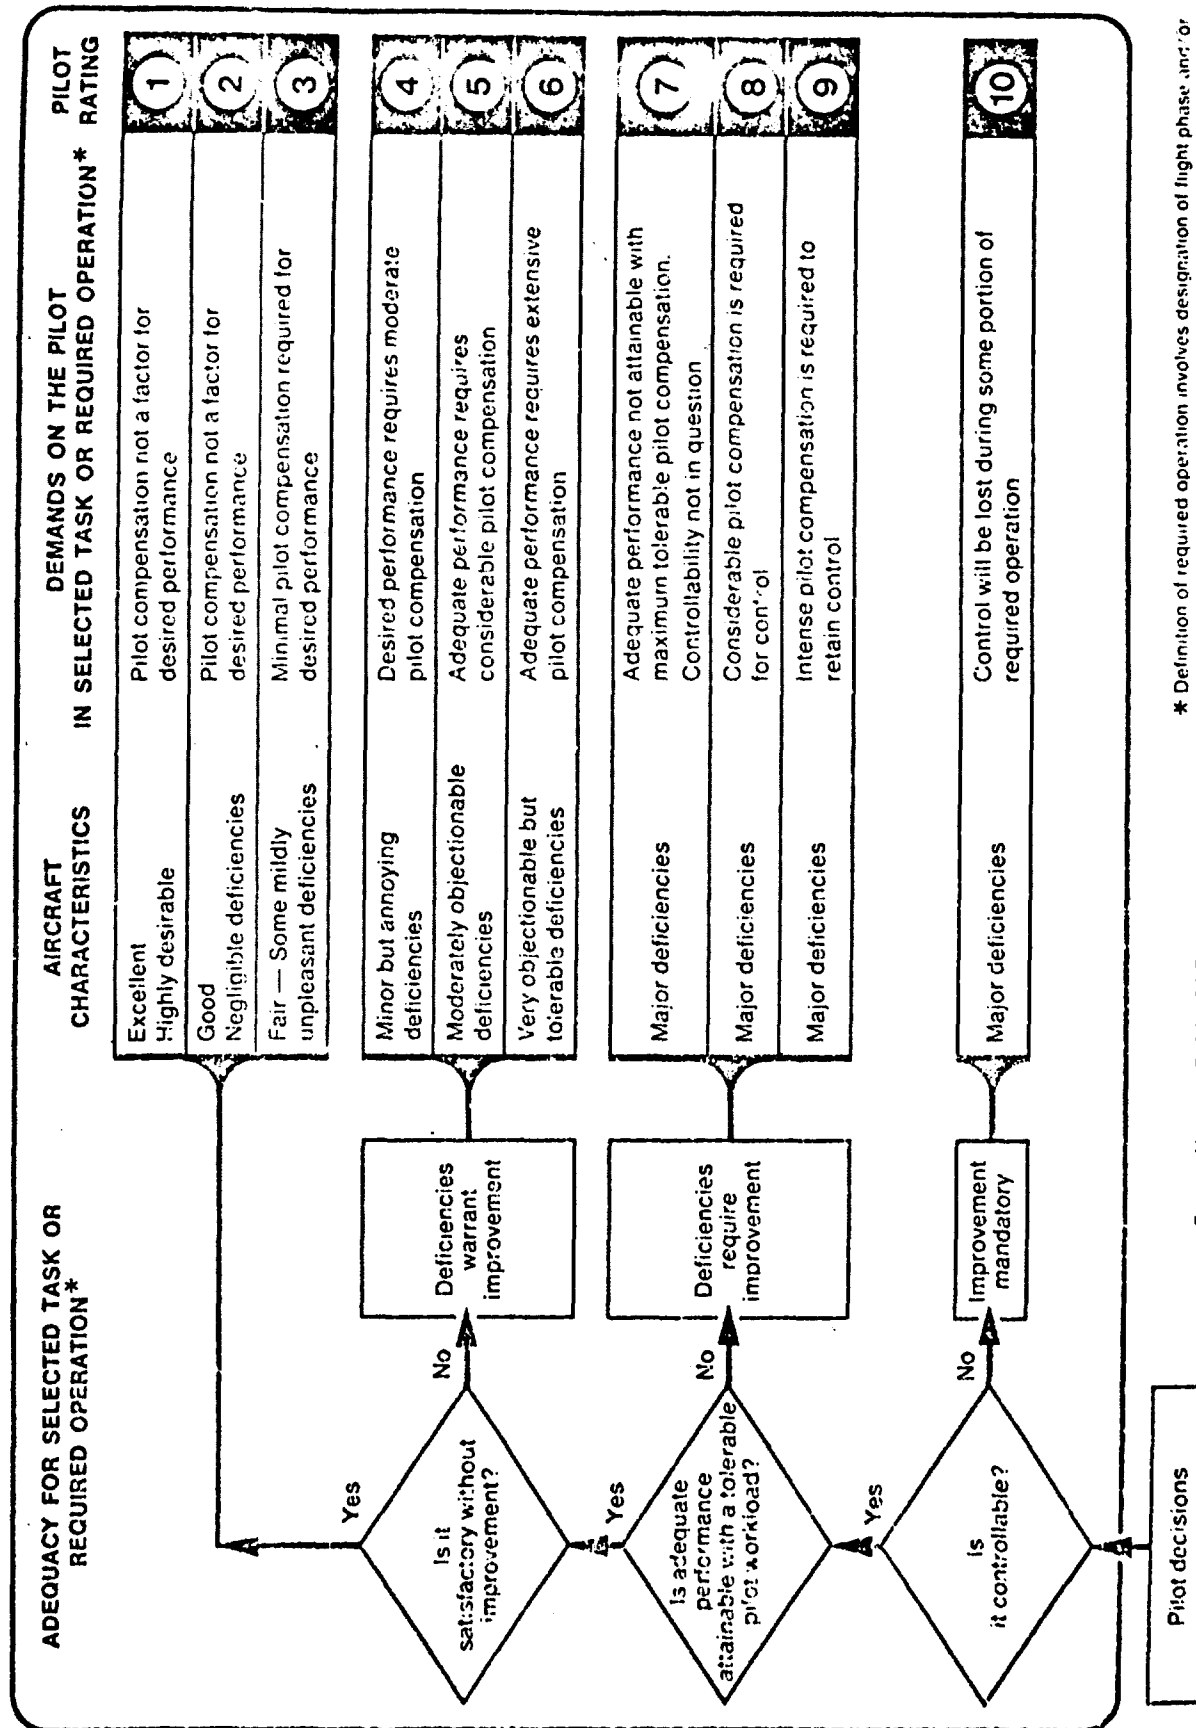 ADEQUACY FOR SELECTED TASK OR
REQUIRED OPERATION*
AIRCRAFT
CHARACTERISTICS
DEMANDS ON THE PILOT
IN SELECTED TASK OR REQUIRED OPERATION*
PILOT
RATING
Excellent
Highly desirable
Pilot compensation not a factor for
desired performance
1
Good
Negligible deficiencies
Pilot compensation not a factor for
desired performance
2
Fair — Some mildly
unpleasant deficiencies
Minimal pilot compensation required for
desired performance
3
Yes
Is it
satisfactory without
improvement?
No
Deficiencies
warrant
improvement
Minor but annoying
deficiencies
Desired performance requires moderate
pilot compensation
4
Moderately objectionable
deficiencies
Adequate performance requires
considerable pilot compensation
5
Very objectionable but
tolerable deficiencies
Adequate performance requires extensive
pilot compensation
6
Yes
Is adequate
performance
attainable with a tolerable
pilot workload?
No
Deficiencies
require
improvement
Major deficiencies
Adequate performance not attainable with
maximum tolerable pilot compensation.
Controllability not in question
7
Major deficiencies
Considerable pilot compensation is required
for control
8
Major deficiencies
Intense pilot compensation is required to
retain control
9
Yes
Is
it controllable?
No
Improvement
mandatory
Major deficiencies
Control will be lost during some portion of
required operation
10
Pilot decisions
* Definition of required operation involves designation of flight phase and/or